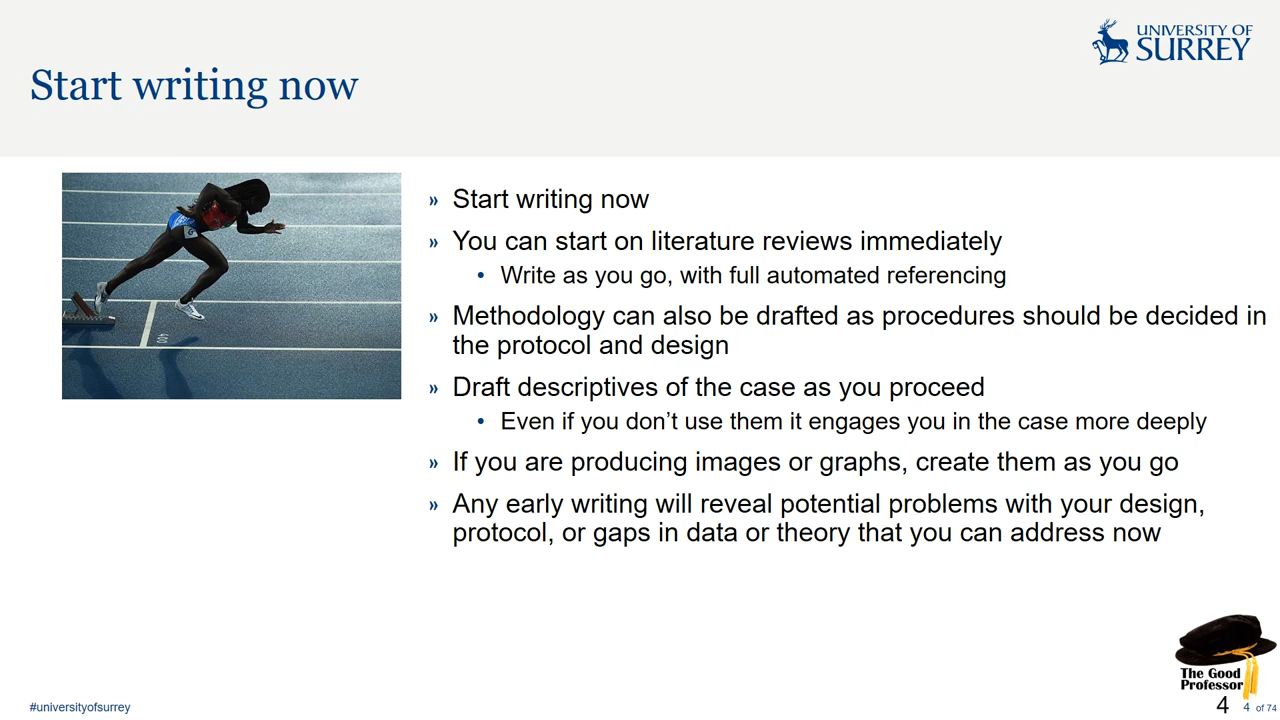 UNIVERSITY OF
SURREY
Start writing now
» Start writing now
» You can start on literature reviews immediately
• Write as you go, with full automated referencing
» Methodology can also be drafted as procedures should be decided in
the protocol and design
» Draft descriptives of the case as you proceed
• Even if you don’t use them it engages you in the case more deeply
» If you are producing images or graphs, create them as you go
» Any early writing will reveal potential problems with your design,
protocol, or gaps in data or theory that you can address now
The Good
Professor
#universityofsurrey
4 4 of 74